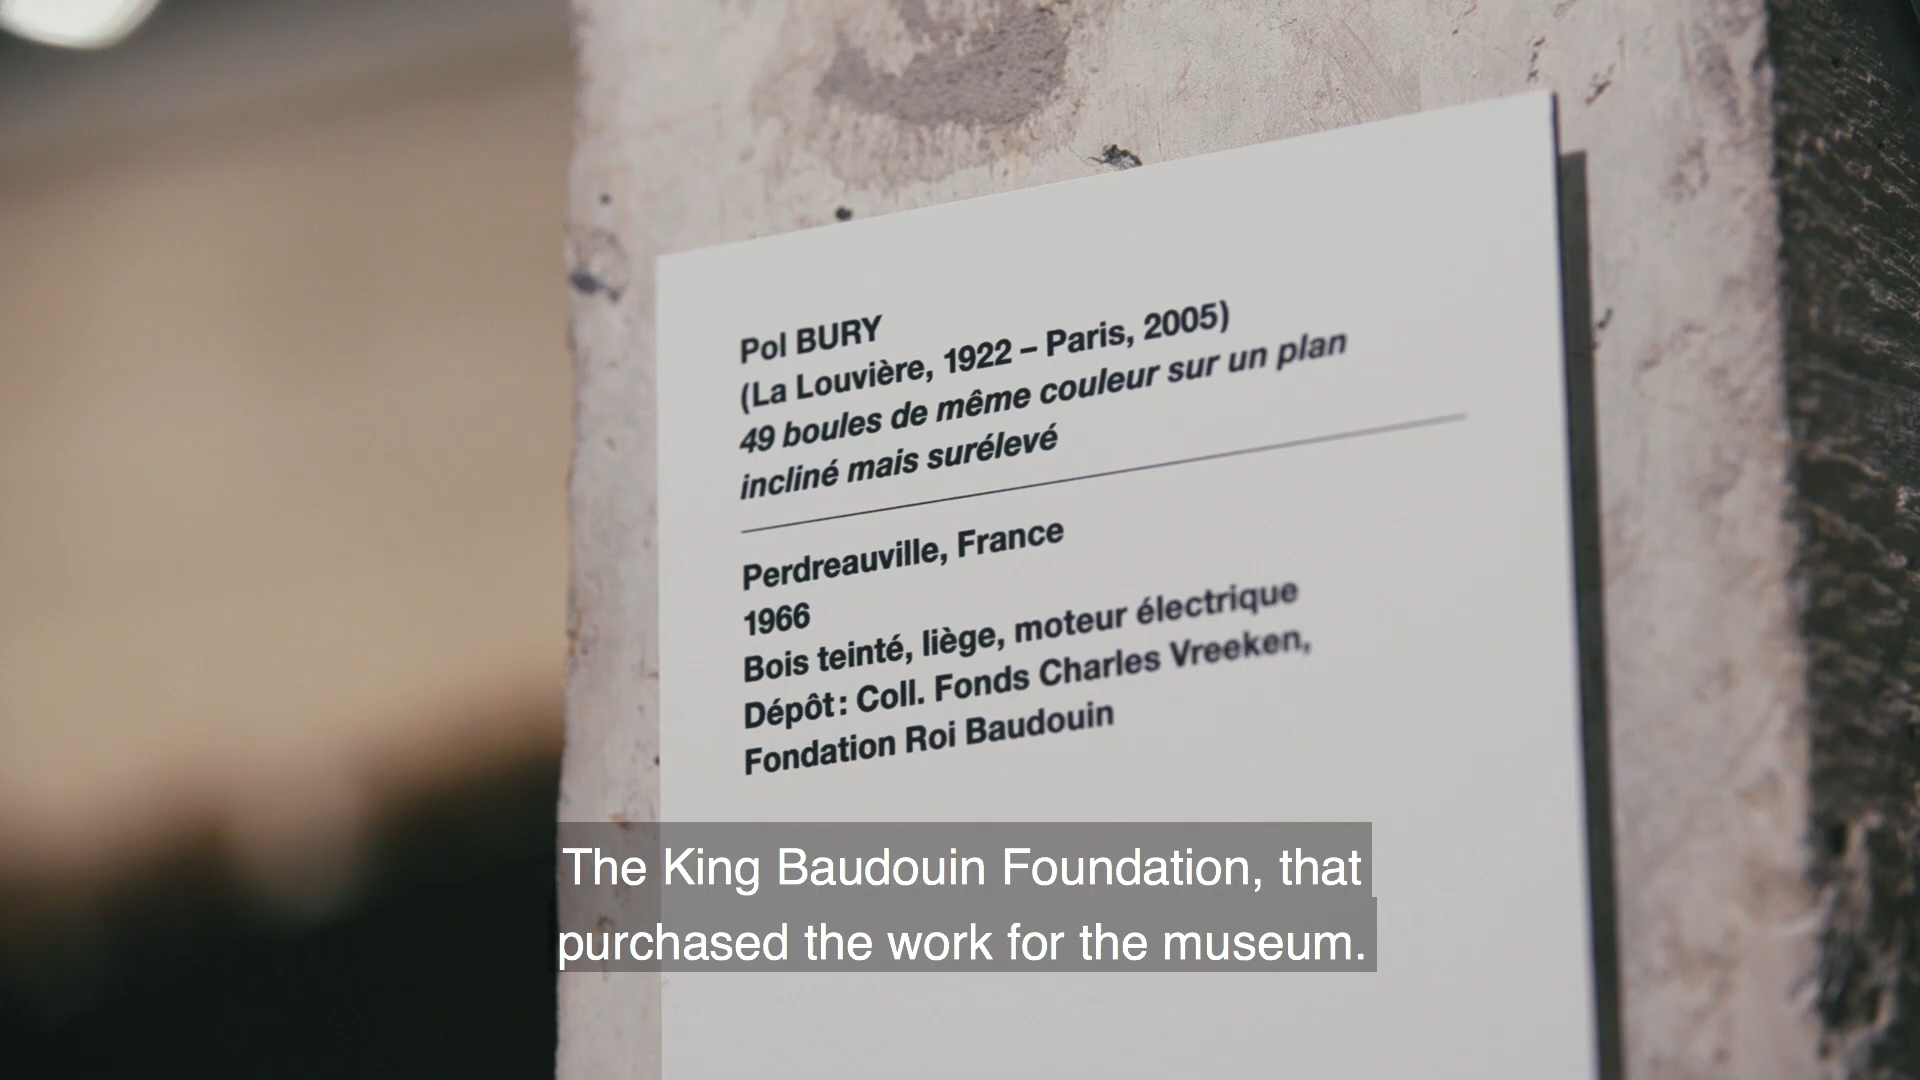 Pol BURY
(La Louvière, 1922 – Paris, 2005)
49 boules de même couleur sur un plan
incliné mais surélevé
Perdreauville, France
1966
Bois teinté, liège, moteur électrique
Dépôt : Coll. Fonds Charles Vreeken,
Fondation Roi Baudouin
The King Baudouin Foundation, that
purchased the work for the museum.